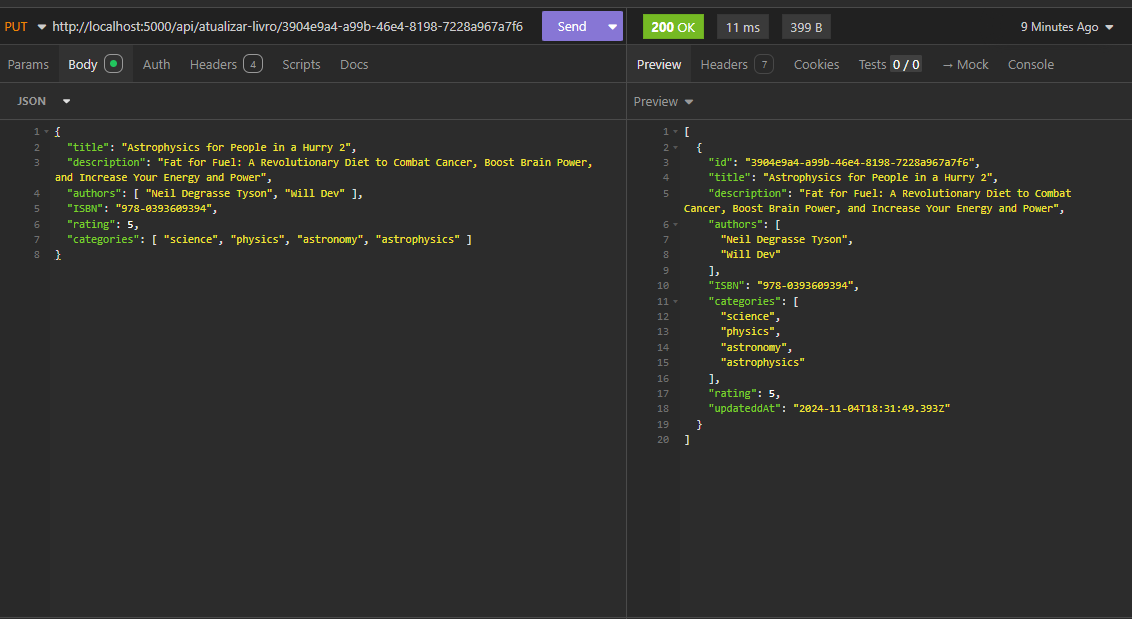 PUT http://localhost:5000/api/atualizar-livro/3904e9a4-a99b-46e4-8198-7228a967a7f6 Send
200 OK 11 ms 399 B 9 Minutes Ago
Params Body Auth Headers 4 Scripts Docs
Preview Headers 7 Cookies Tests 0 / 0 → Mock Console
JSON
Preview
1 {
2 "title": "Astrophysics for People in a Hurry 2",
3 "description": "Fat for Fuel: A Revolutionary Diet to Combat Cancer, Boost Brain Power,
and Increase Your Energy and Power",
4 "authors": [ "Neil Degrasse Tyson", "Will Dev" ],
5 "ISBN": "978-0393609394",
6 "rating": 5,
7 "categories": [ "science", "physics", "astronomy", "astrophysics" ]
8 }
1 [
2 {
3 "id": "3904e9a4-a99b-46e4-8198-7228a967a7f6",
4 "title": "Astrophysics for People in a Hurry 2",
5 "description": "Fat for Fuel: A Revolutionary Diet to Combat
Cancer, Boost Brain Power, and Increase Your Energy and Power",
6 "authors": [
7 "Neil Degrasse Tyson",
8 "Will Dev"
9 ],
10 "ISBN": "978-0393609394",
11 "categories": [
12 "science",
13 "physics",
14 "astronomy",
15 "astrophysics"
16 ],
17 "rating": 5,
18 "updateddAt": "2024-11-04T18:31:49.393Z"
19 }
20 ]